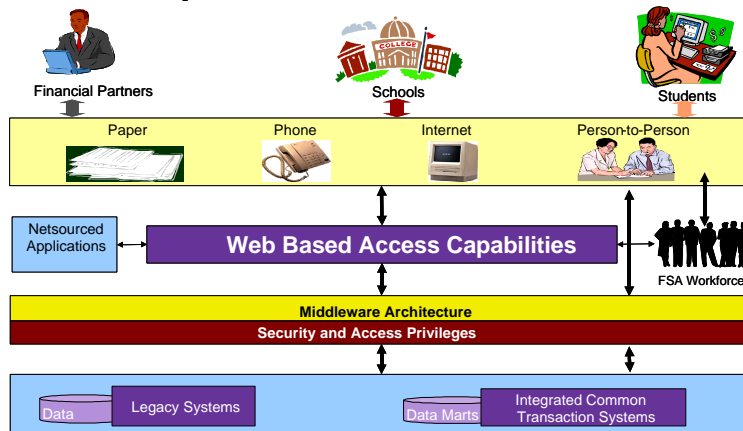 COLLEGE
Financial Partners
Schools
Students
Paper
Phone
Internet
Person-to-Person
Netsourced
Applications
Web Based Access Capabilities
FSA Workforce
Middleware Architecture
Security and Access Privileges
Data
Legacy Systems
Data Marts
Integrated Common
Transaction Systems